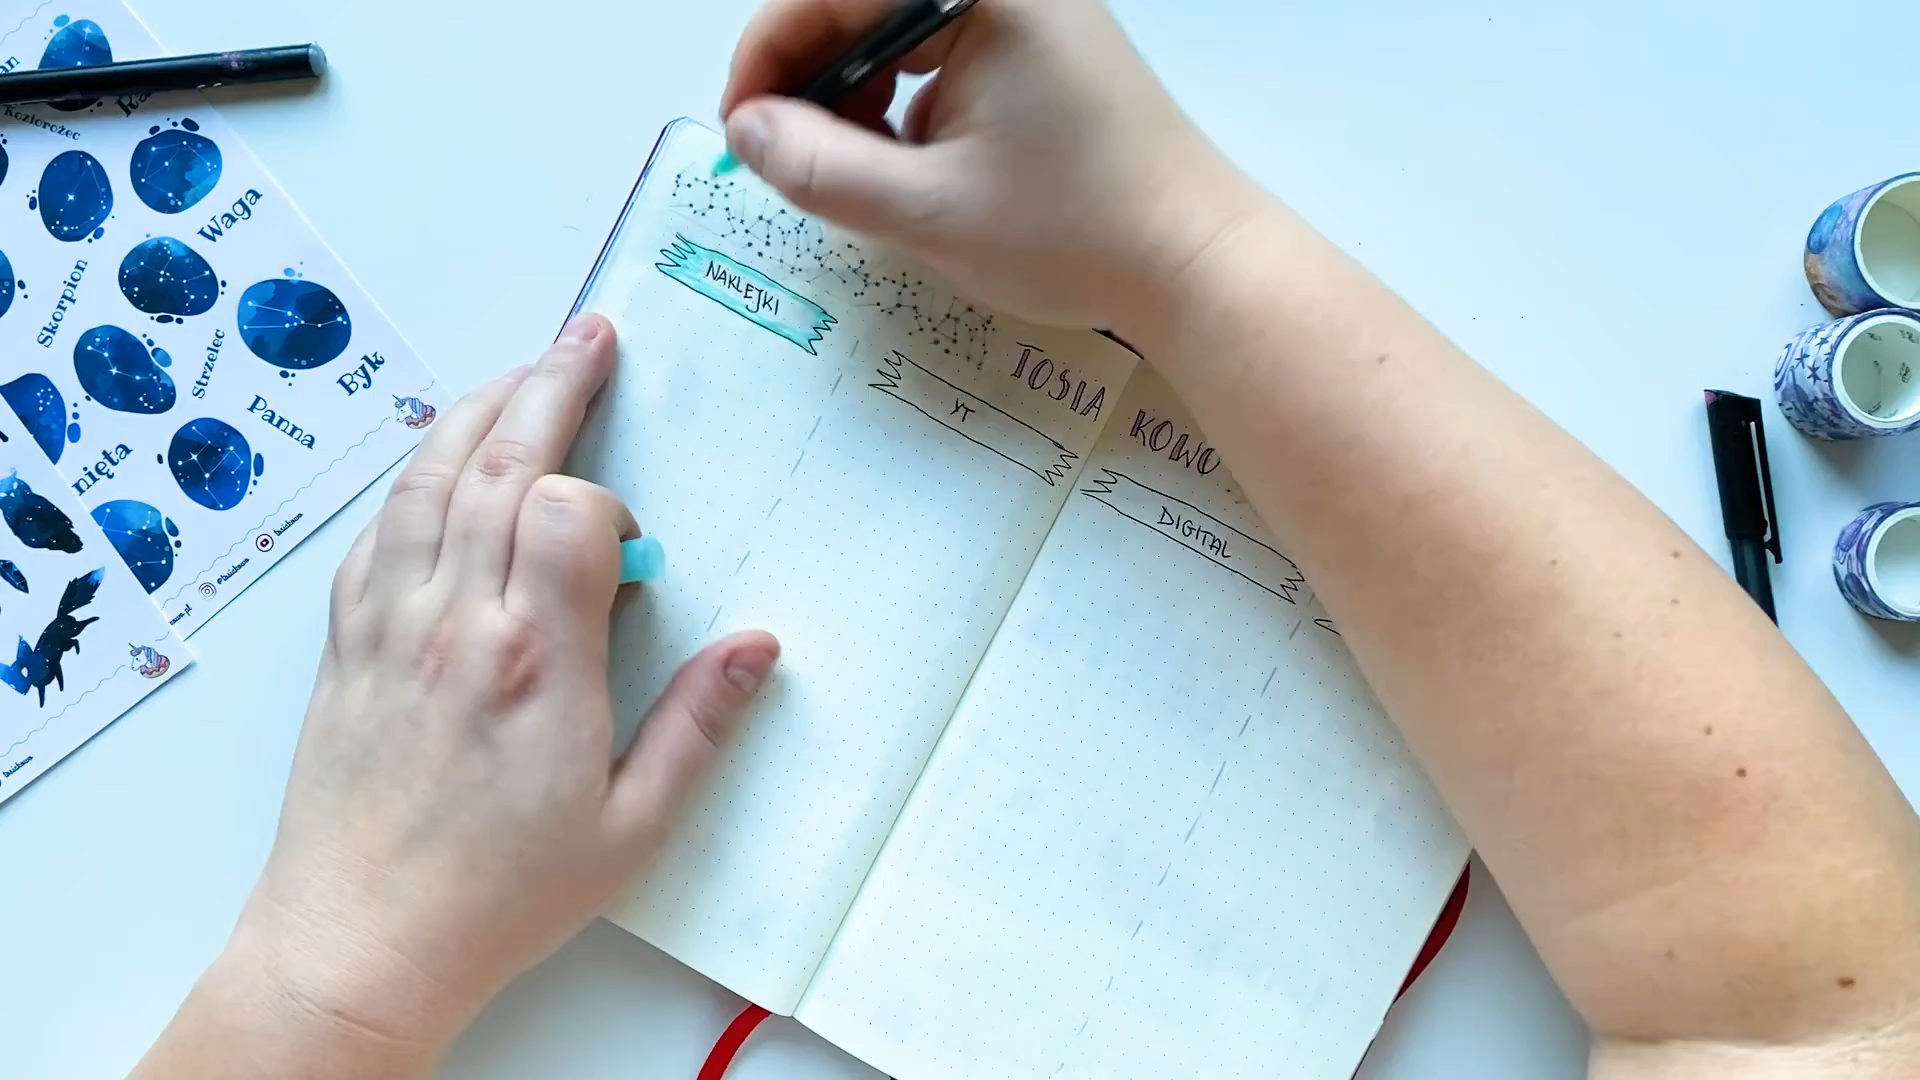 Koziorożec
Waga
Skorpion
Strzelec
Byk
Panna
nięta
NAKLEJKI
YT
TOSIA KOWO
DIGITAL